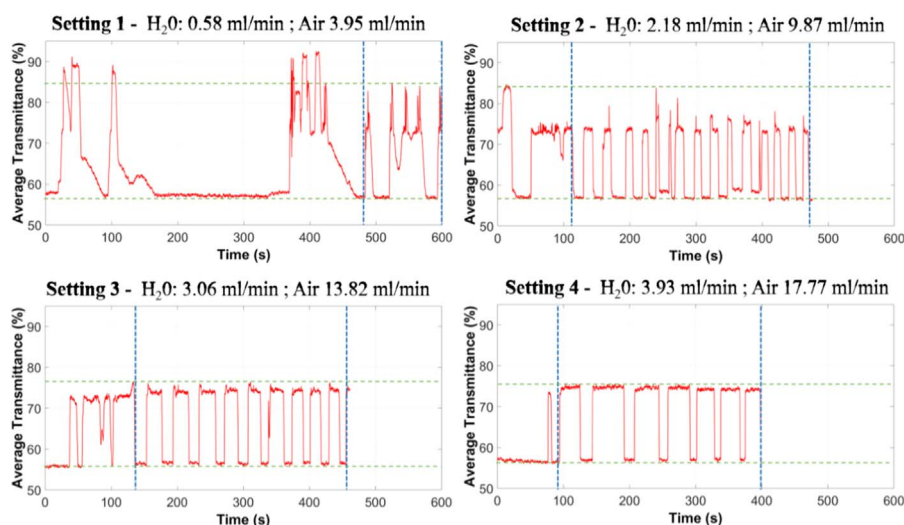 Setting 1 - H₂0: 0.58 ml/min ; Air 3.95 ml/min
Average Transmittance (%)
90
80
70
60
50
0 100 200 300 400 500 600
Time (s)
Setting 2 - H₂0: 2.18 ml/min ; Air 9.87 ml/min
Average Transmittance (%)
90
80
70
60
50
0 100 200 300 400 500 600
Time (s)
Setting 3 - H₂0: 3.06 ml/min ; Air 13.82 ml/min
Average Transmittance (%)
90
80
70
60
50
0 100 200 300 400 500 600
Time (s)
Setting 4 - H₂0: 3.93 ml/min ; Air 17.77 ml/min
Average Transmittance (%)
90
80
70
60
50
0 100 200 300 400 500 600
Time (s)